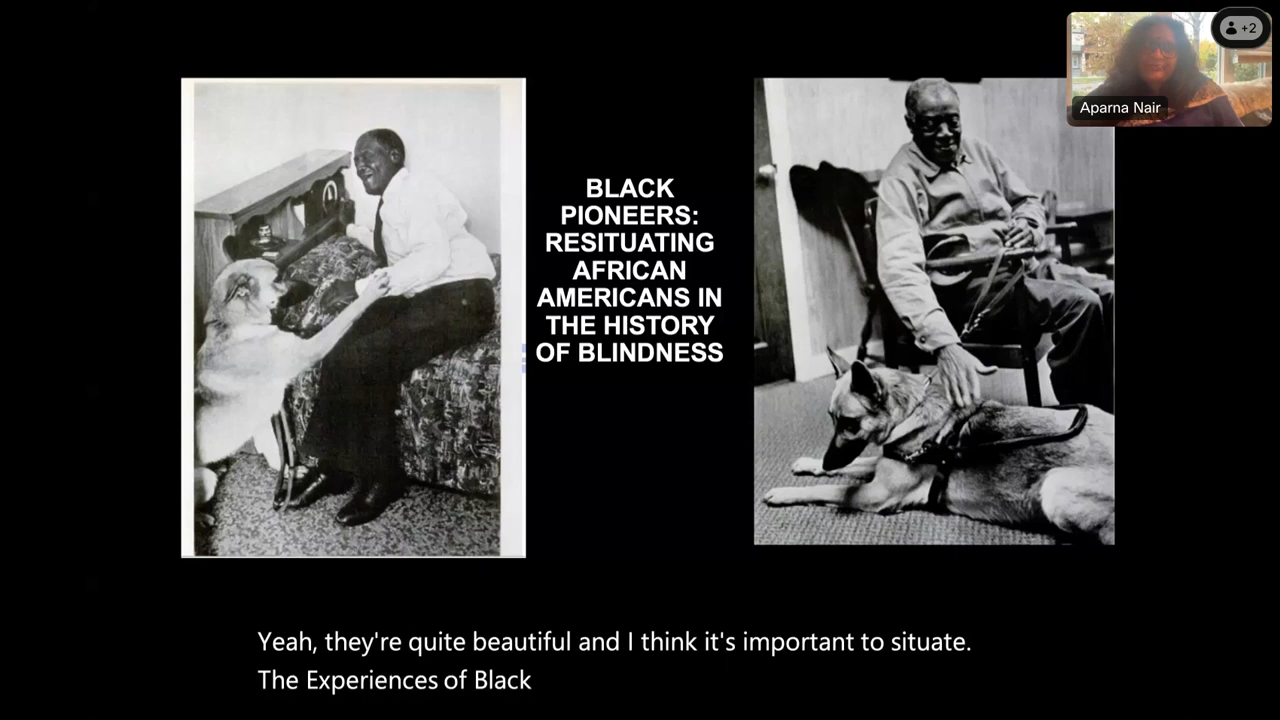 +2
Aparna Nair
BLACK
PIONEERS:
RESITUATING
AFRICAN
AMERICANS IN
THE HISTORY
OF BLINDNESS
Yeah, they're quite beautiful and I think it's important to situate.
The Experiences of Black